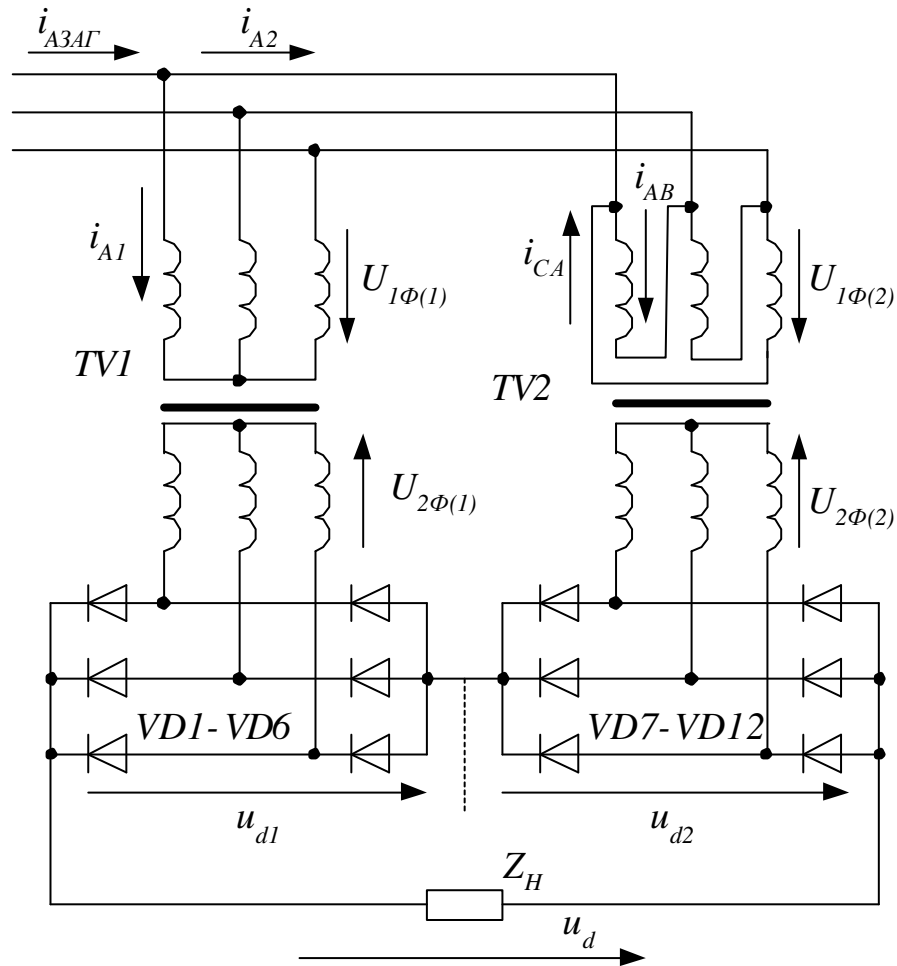 i_АЗАГ
i_A2
i_A1
U_1Ф(1)
i_CA
i_AB
U_1Ф(2)
TV1
TV2
U_2Ф(1)
U_2Ф(2)
VD1-VD6
VD7-VD12
u_d1
u_d2
Z_H
u_d